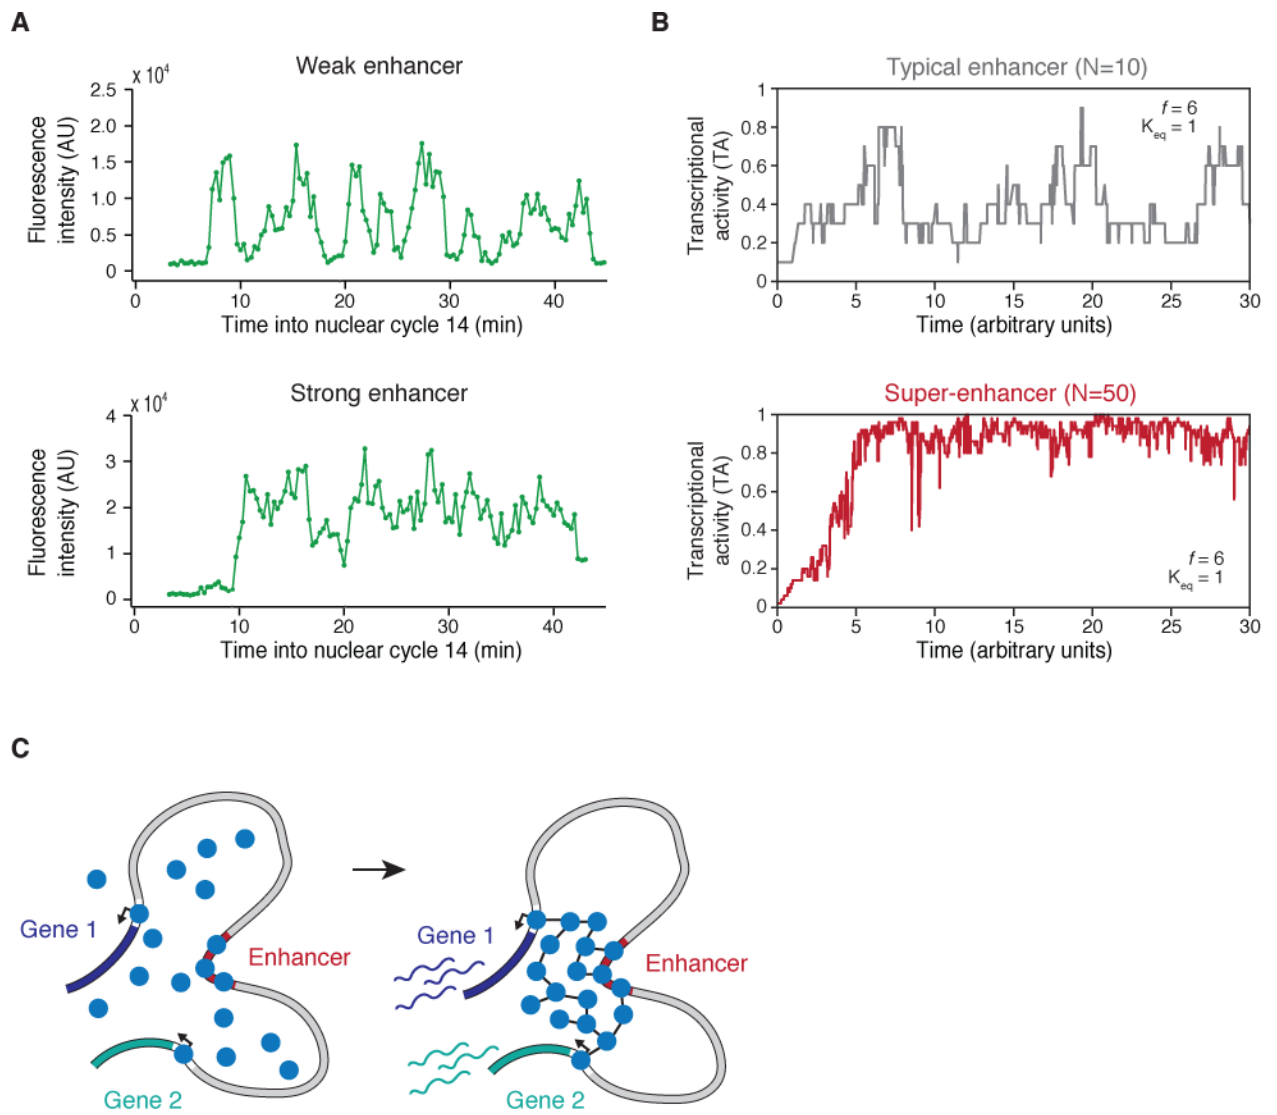 A
Weak enhancer
x 10⁴
Fluorescence
intensity (AU)
2.5
2.0
1.5
1.0
0.5
0
0 10 20 30 40
Time into nuclear cycle 14 (min)
Strong enhancer
x 10⁴
Fluorescence
intensity (AU)
4
3
2
1
0
0 10 20 30 40
Time into nuclear cycle 14 (min)
B
Typical enhancer (N=10)
f = 6
Keq = 1
Transcriptional
activity (TA)
1
0.8
0.6
0.4
0.2
0
0 5 10 15 20 25 30
Time (arbitrary units)
Super-enhancer (N=50)
Transcriptional
activity (TA)
1
0.8
0.6
0.4
0.2
0
f = 6
Keq = 1
0 5 10 15 20 25 30
Time (arbitrary units)
C
Gene 1
Enhancer
Gene 2
Gene 1
Enhancer
Gene 2